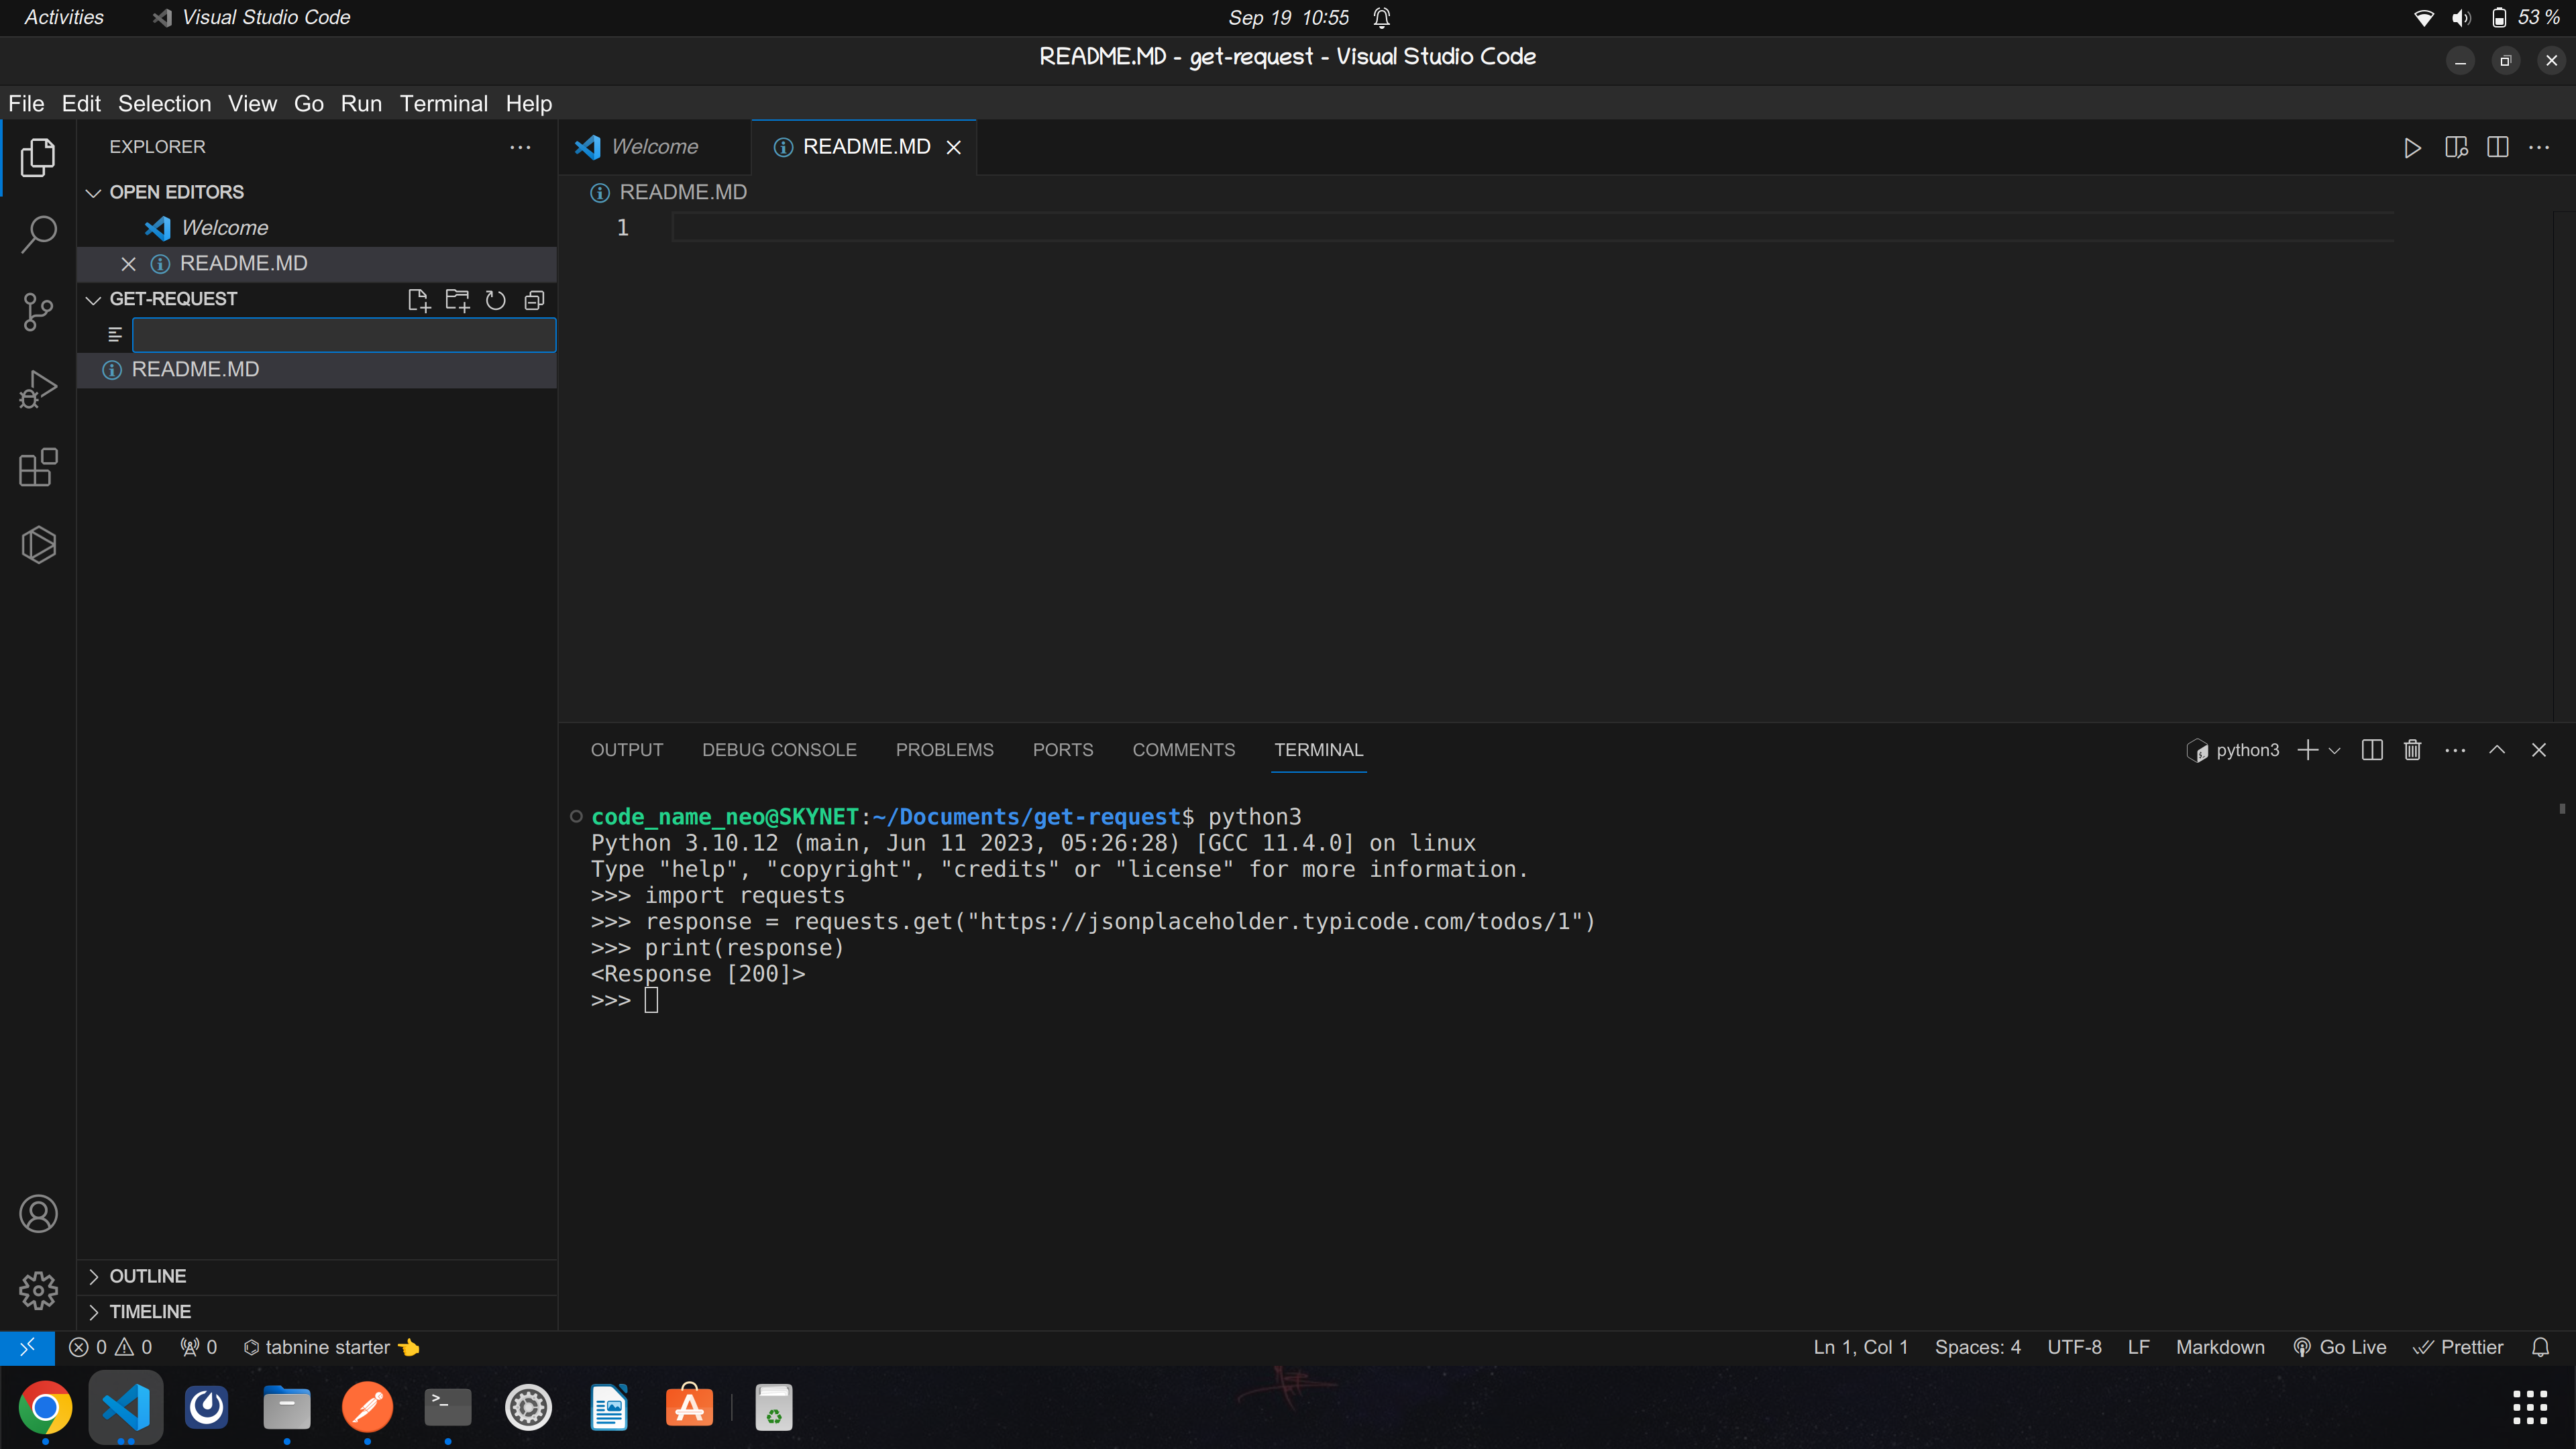 Activities Visual Studio Code Sep 19 10:55 53 %
README.MD - get-request - Visual Studio Code
File Edit Selection View Go Run Terminal Help
EXPLORER
OPEN EDITORS
Welcome
README.MD
GET-REQUEST
README.MD
OUTLINE
TIMELINE
Welcome README.MD
README.MD
1
OUTPUT DEBUG CONSOLE PROBLEMS PORTS COMMENTS TERMINAL python3
code_name_neo@SKYNET:~/Documents/get-request$ python3
Python 3.10.12 (main, Jun 11 2023, 05:26:28) [GCC 11.4.0] on linux
Type "help", "copyright", "credits" or "license" for more information.
>>> import requests
>>> response = requests.get("https://jsonplaceholder.typicode.com/todos/1")
>>> print(response)
<Response [200]>
>>>
0 0 0 tabnine starter Ln 1, Col 1 Spaces: 4 UTF-8 LF Markdown Go Live Prettier